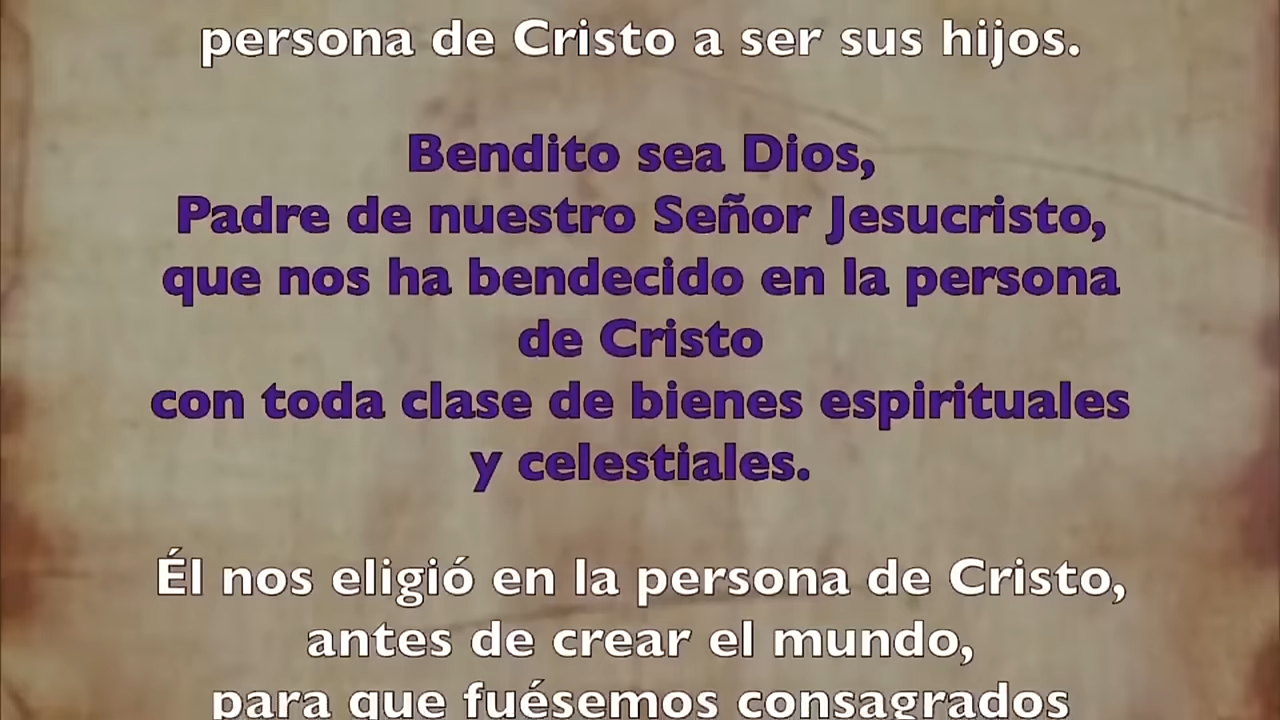 persona de Cristo a ser sus hijos.
Bendito sea Dios,
Padre de nuestro Señor Jesucristo,
que nos ha bendecido en la persona
de Cristo
con toda clase de bienes espirituales
y celestiales.
Él nos eligió en la persona de Cristo,
antes de crear el mundo,
para que fuésemos consagrados